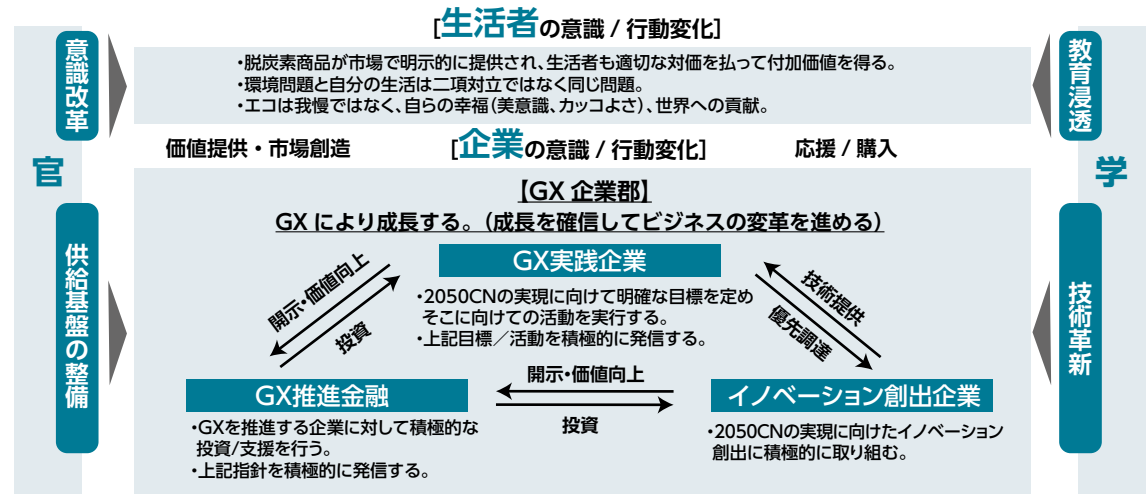 [生活者の意識 / 行動変化]
意識改革
教育浸透
・脱炭素商品が市場で明示的に提供され、生活者も適切な対価を払って付加価値を得る。
・環境問題と自分の生活は二項対立ではなく同じ問題。
・エコは我慢ではなく、自らの幸福（美意識、カッコよさ）、世界への貢献。
価値提供・市場創造
[企業の意識 / 行動変化]
応援 / 購入
官
学
【GX 企業郡】
GX により成長する。（成長を確信してビジネスの変革を進める）
供給基盤の整備
技術革新
GX実践企業
・2050CNの実現に向けて明確な目標を定め
そこに向けての活動を実行する。
・上記目標／活動を積極的に発信する。
開示・価値向上
投資
技術提供
優先調達
GX推進金融
開示・価値向上
投資
イノベーション創出企業
・GXを推進する企業に対して積極的な
投資/支援を行う。
・上記指針を積極的に発信する。
・2050CNの実現に向けたイノベーション
創出に積極的に取り組む。